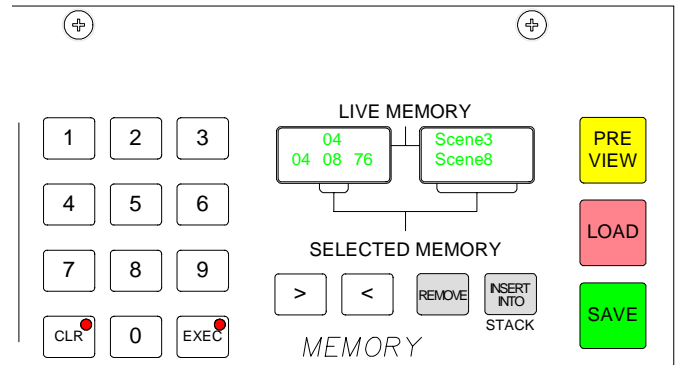 LIVE MEMORY
04
04 08 76
Scene3
Scene8
PRE
VIEW
1 2 3
4 5 6
LOAD
SELECTED MEMORY
7 8 9
> < REMOVE INSERT
INTO
STACK
SAVE
CLR 0 EXEC
MEMORY